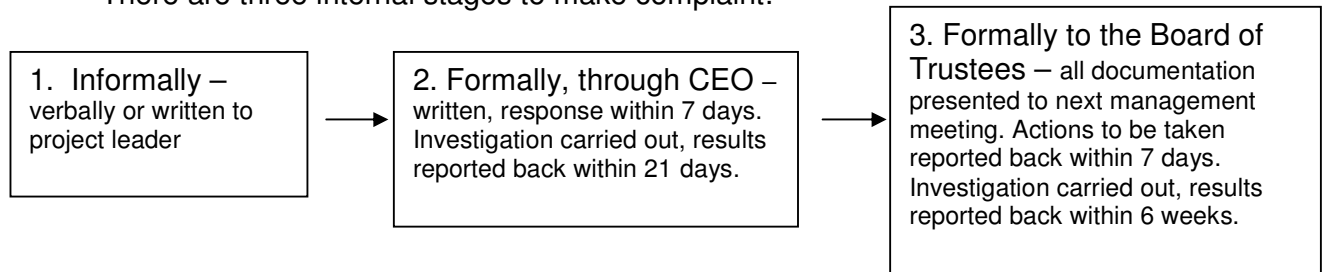 There are three internal stages to make complaint:
1. Informally –
verbally or written to
project leader
2. Formally, through CEO –
written, response within 7 days.
Investigation carried out, results
reported back within 21 days.
3. Formally to the Board of
Trustees – all documentation
presented to next management
meeting. Actions to be taken
reported back within 7 days.
Investigation carried out, results
reported back within 6 weeks.